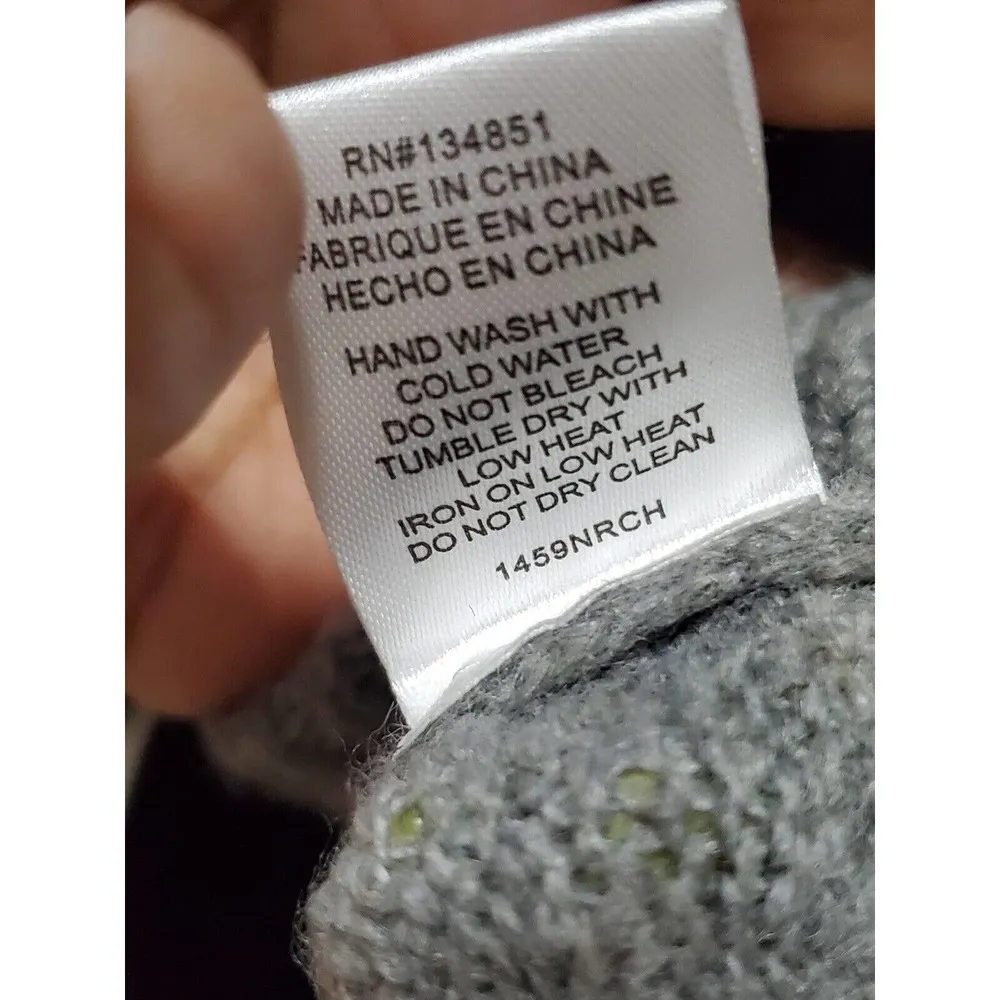 RN#134851
MADE IN CHINA
FABRIQUE EN CHINE
HECHO EN CHINA
HAND WASH WITH
COLD WATER
DO NOT BLEACH
TUMBLE DRY WITH
LOW HEAT
IRON ON LOW HEAT
DO NOT DRY CLEAN
1459NRCH